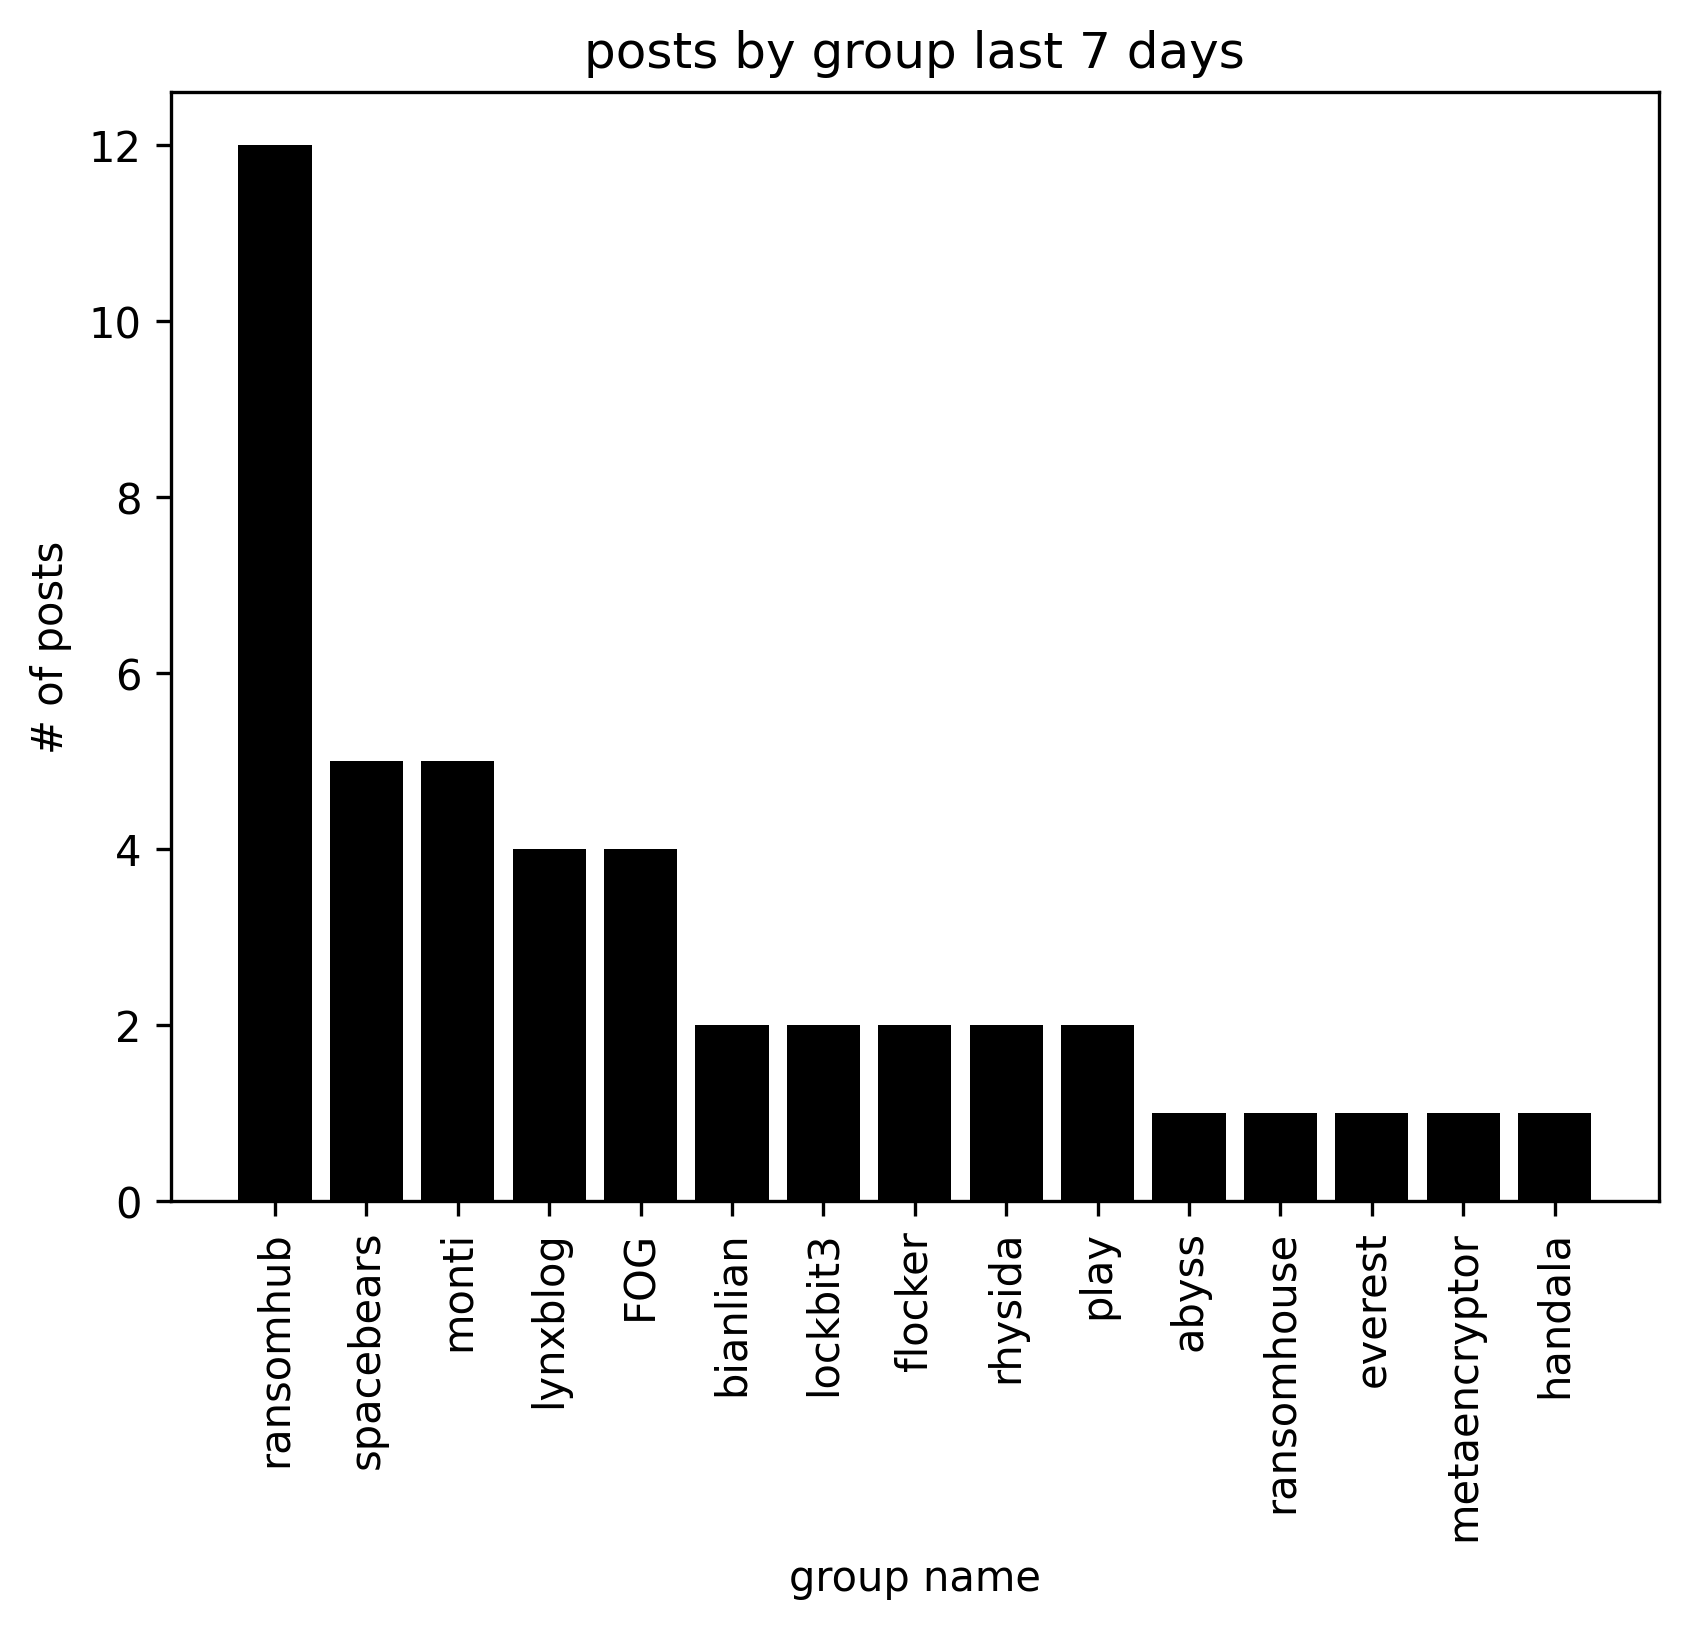 posts by group last 7 days
12
10
8
6
4
2
0
# of posts
ransomhub
spacebears
monti
lynxblog
FOG
bianlian
lockbit3
flocker
rhysida
play
abyss
ransomhouse
everest
metaencryptor
handala
group name